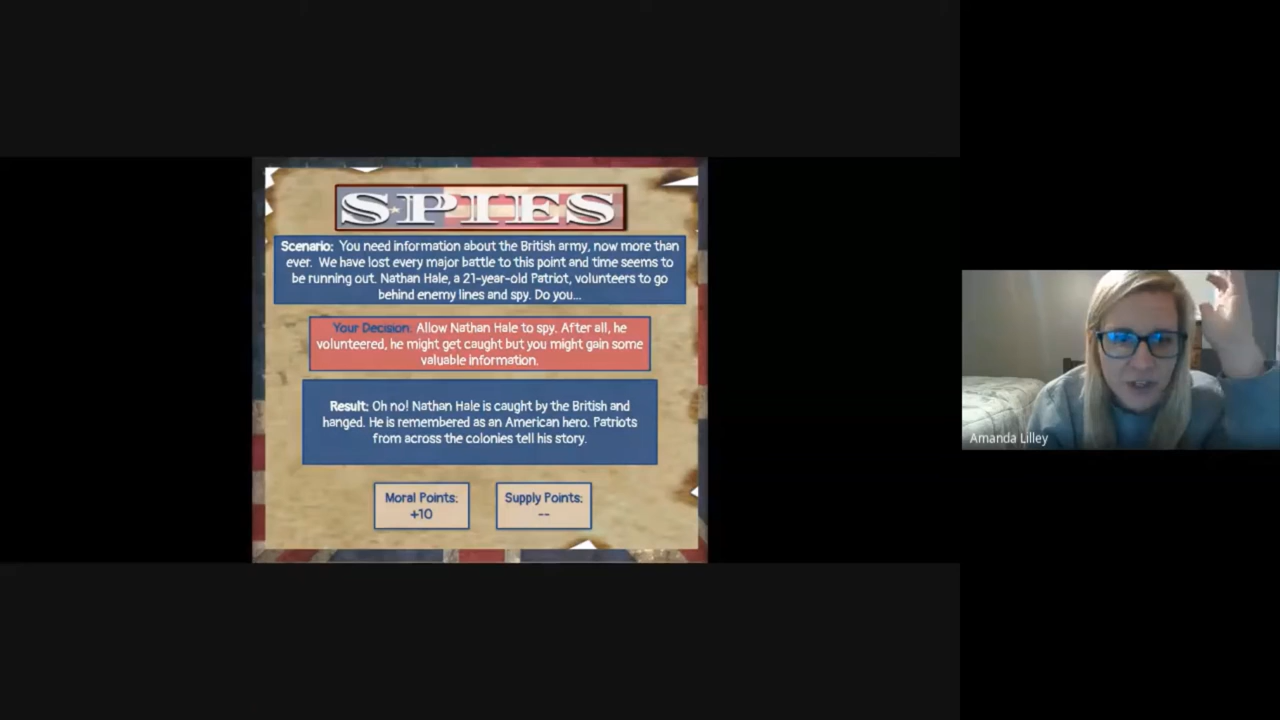 SPIES
Scenario: You need information about the British army, now more than
ever. We have lost every major battle to this point and time seems to
be running out. Nathan Hale, a 21-year-old Patriot, volunteers to go
behind enemy lines and spy. Do you...
Your Decision: Allow Nathan Hale to spy. After all, he
volunteered, he might get caught but you might gain some
valuable information.
Result: Oh no! Nathan Hale is caught by the British and
hanged. He is remembered as an American hero. Patriots
from across the colonies tell his story.
Moral Points:
+10
Supply Points:
--
Amanda Lilley